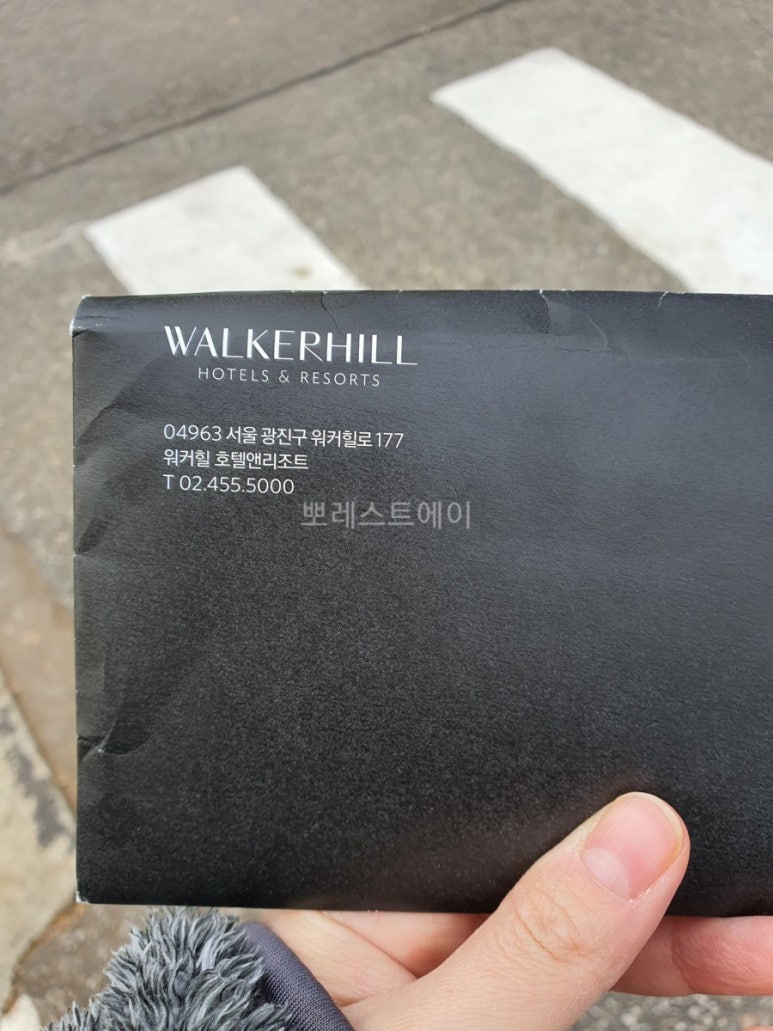 WALKERHILL
HOTELS & RESORTS
04963 서울 광진구 워커힐로 177
워커힐 호텔앤리조트
T 02.455.5000
뽀레스트에이